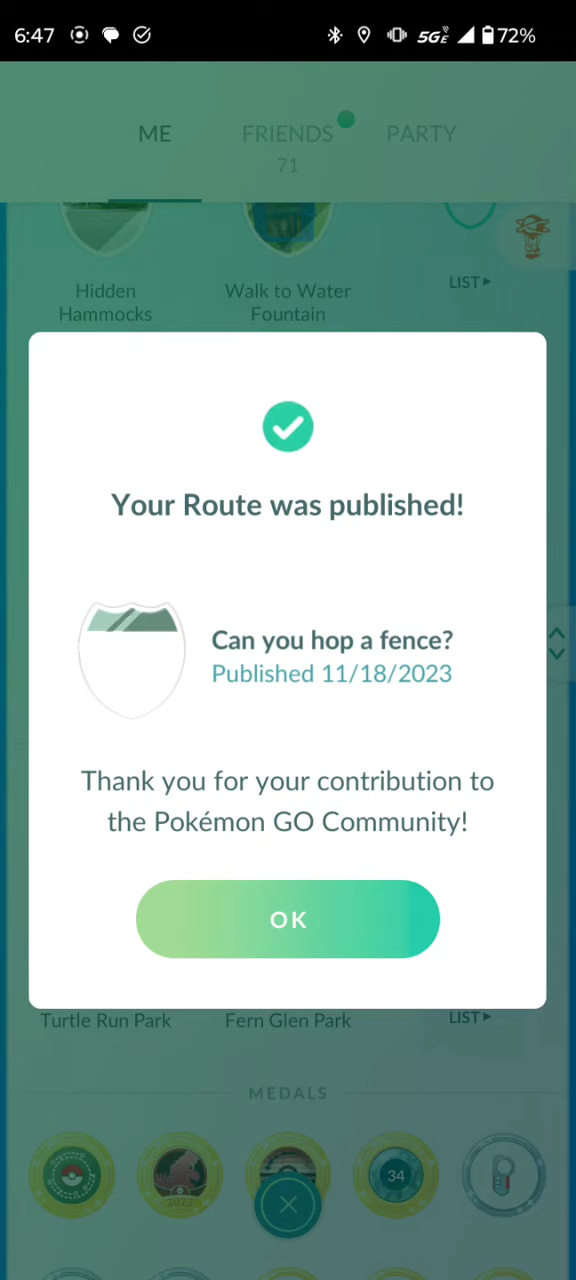 6:47
5GE
72%
ME
FRIENDS
PARTY
71
Hidden
Hammocks
Walk to Water
Fountain
LIST
Your Route was published!
Can you hop a fence?
Published 11/18/2023
Thank you for your contribution to
the Pokémon GO Community!
OK
Turtle Run Park
Fern Glen Park
LIST
MEDALS
2023
34